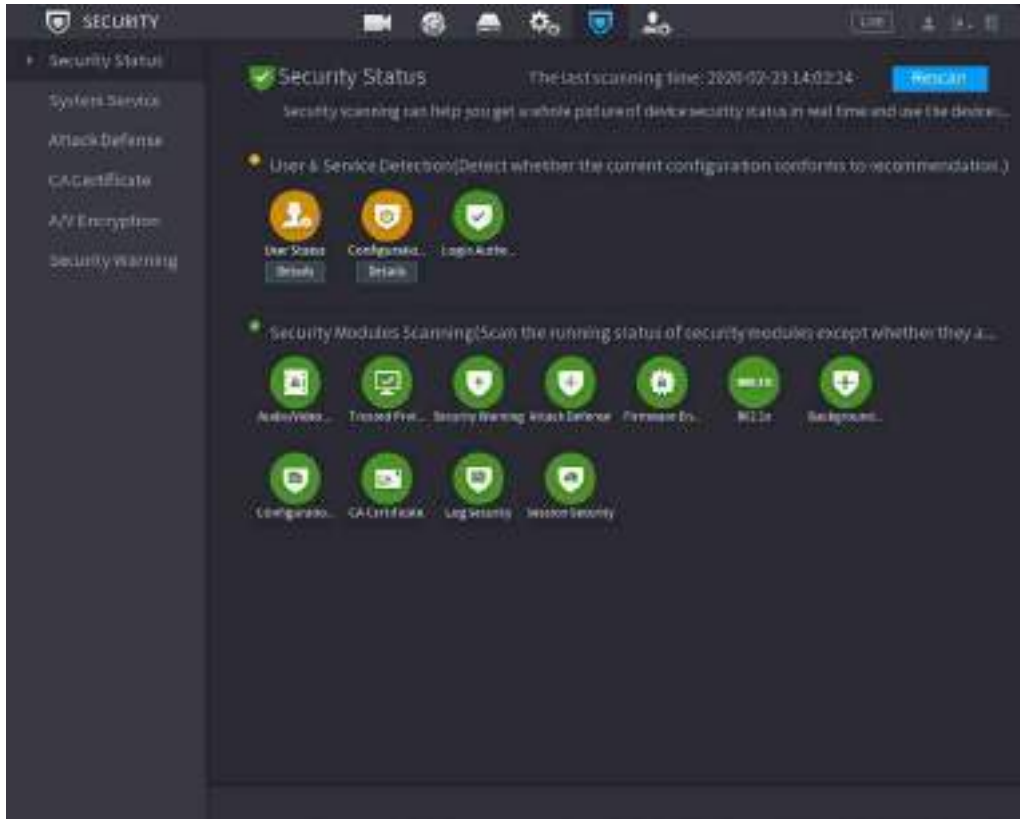 SECURITY
LIVE
Security Status
System Service
Attack Defense
CA Certificate
A/V Encryption
Security Warning
Security Status
The last scanning time: 2020-02-23 14:02:24
Rescan
Security scanning can help you get a whole picture of device security status in real time and use the device...
User & Service Detection(Detect whether the current configuration conforms to recommendation.)
User Status
Configuratio...
Login Authe...
Details
Details
Security Modules Scanning(Scan the running status of security modules except whether they a...
Audio/Video...
Trusted Prot...
Security Warning
Attack Defense
Firmware En...
802.1x
Background...
Configuratio...
CA Certificate
Log Security
Session Security